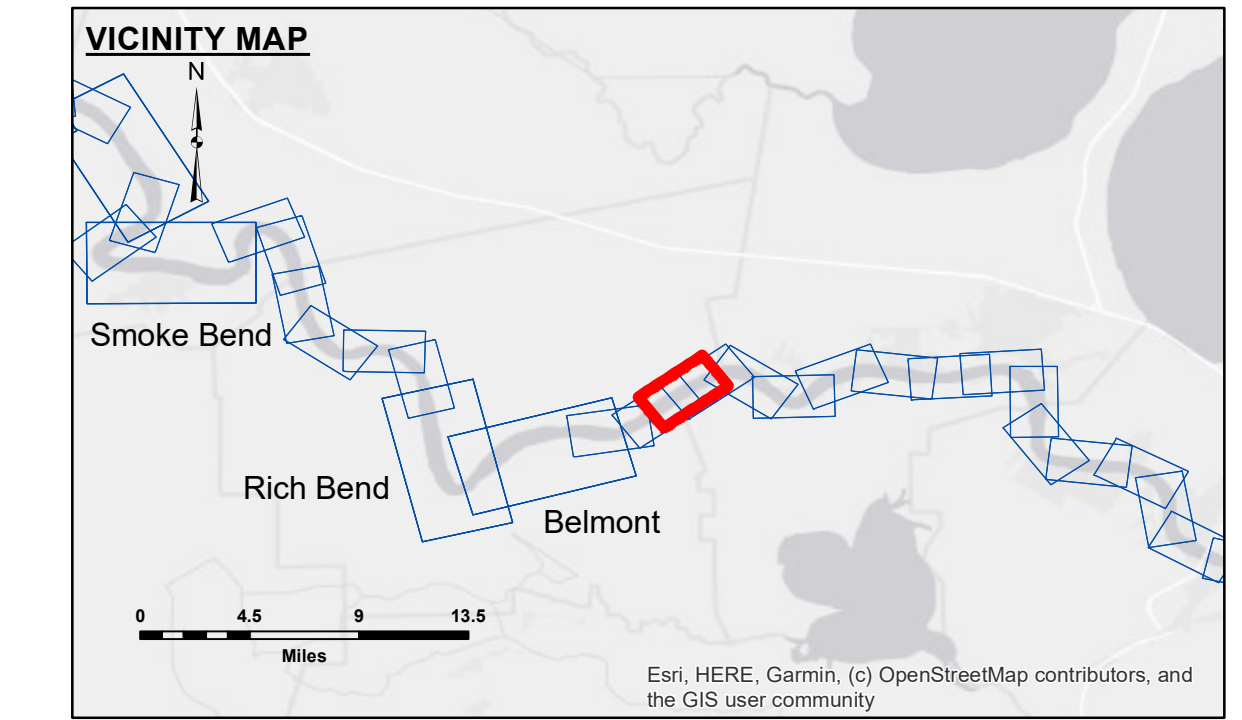 VICINITY MAP
N
Smoke Bend
Rich Bend
Belmont
0 4.5 9 13.5
Miles
Esri, HERE, Garmin, (c) OpenStreetMap contributors, and
the GIS user community